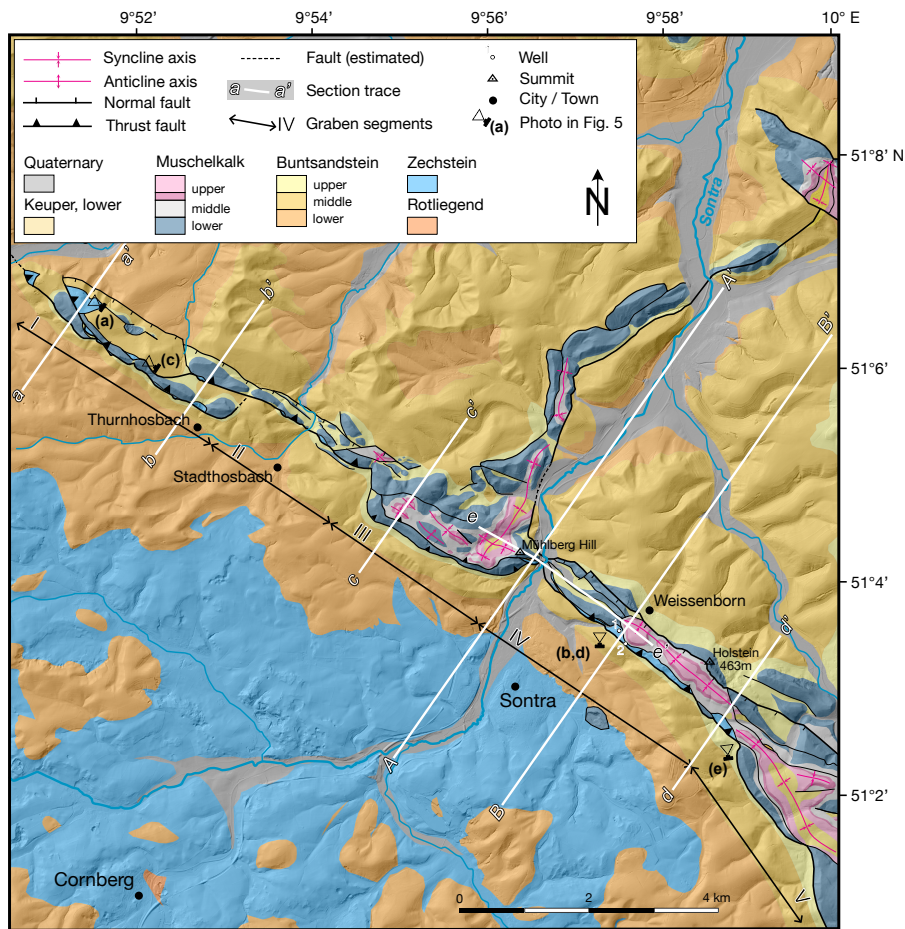 9°52' 9°54' 9°56' 9°58' 10° E
Syncline axis
Anticline axis
Normal fault
Thrust fault
Fault (estimated)
a a' Section trace
IV Graben segments
Well
Summit
City / Town
(a) Photo in Fig. 5
Quaternary
Keuper, lower
Muschelkalk
upper
middle
lower
Buntsandstein
upper
middle
lower
Zechstein
Rotliegend
N
51°8' N
Sontra
a'
A'
b'
B'
I
(a)
(c)
51°6'
a
c'
Thurnhosbach
b
II
Stadthosbach
e
III
Mühlberg Hill
c
51°4'
Weissenborn
1
d'
IV
(b,d)
2
e'
Holstein
463m
Sontra
A
(e)
d
51°2'
B
Cornberg
V
0 2 4 km